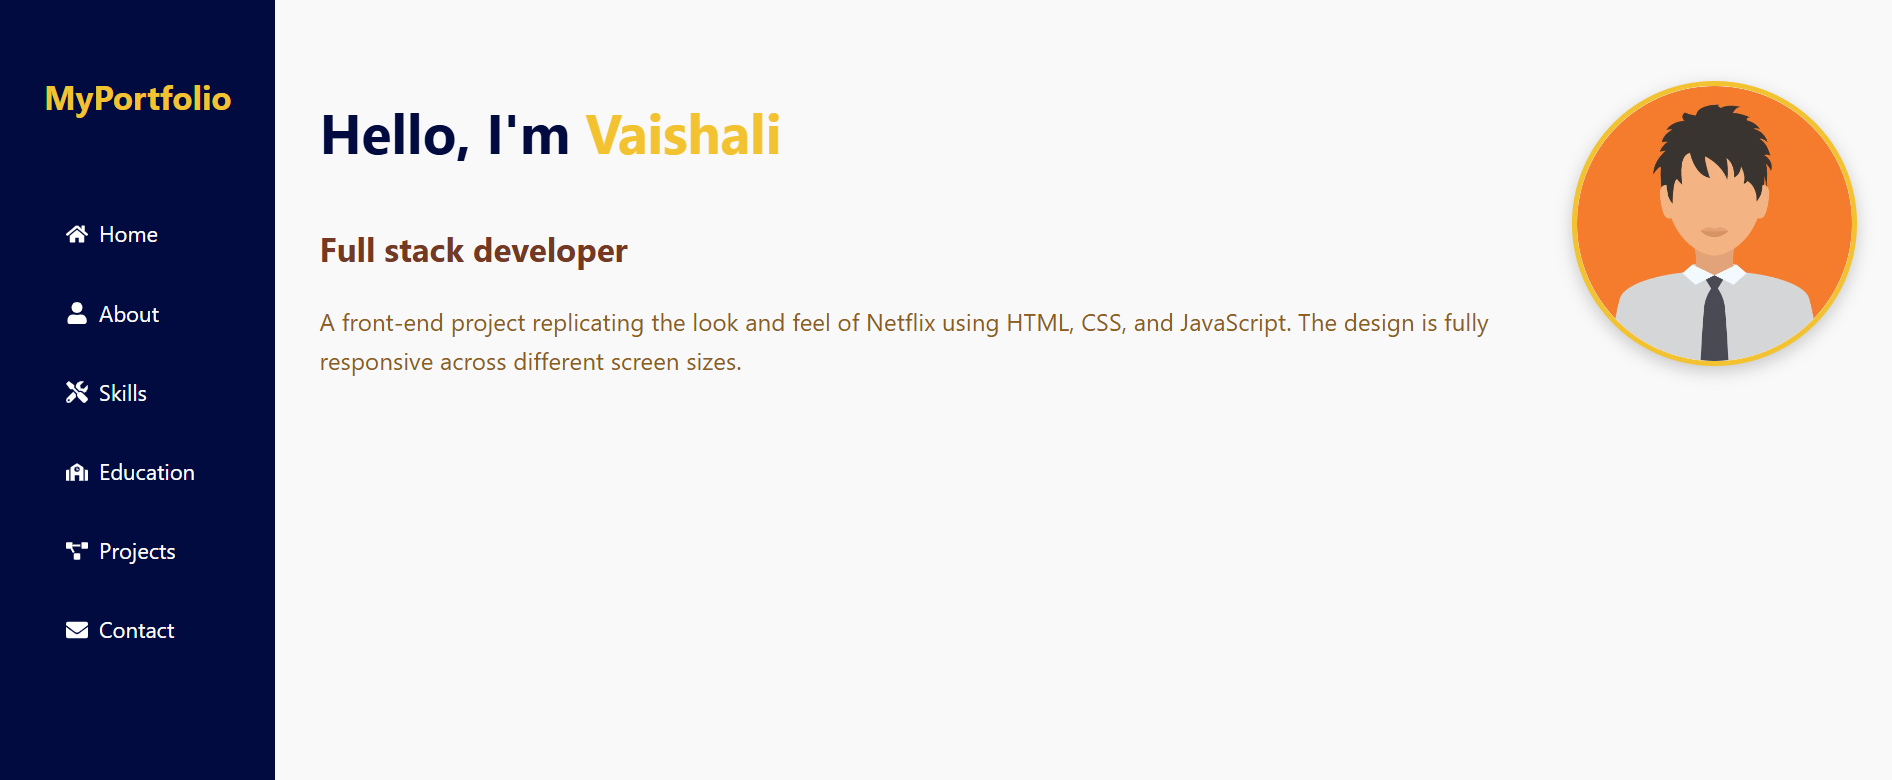 MyPortfolio
Home
About
Skills
Education
Projects
Contact
Hello, I'm Vaishali
Full stack developer
A front-end project replicating the look and feel of Netflix using HTML, CSS, and JavaScript. The design is fully
responsive across different screen sizes.